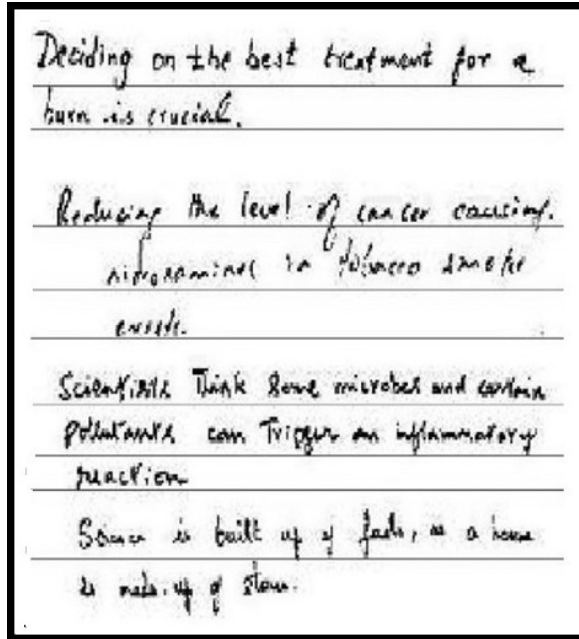 Deciding on the best treatment for a
burn is crucial.
Reducing the level of cancer causing.
nitrosamines in tobacco smoke
Scientists Think Some microbes and certain
pollutants can Trigger an inflammatory
reaction
Science is built up of facts, as a house
is made up of stone.